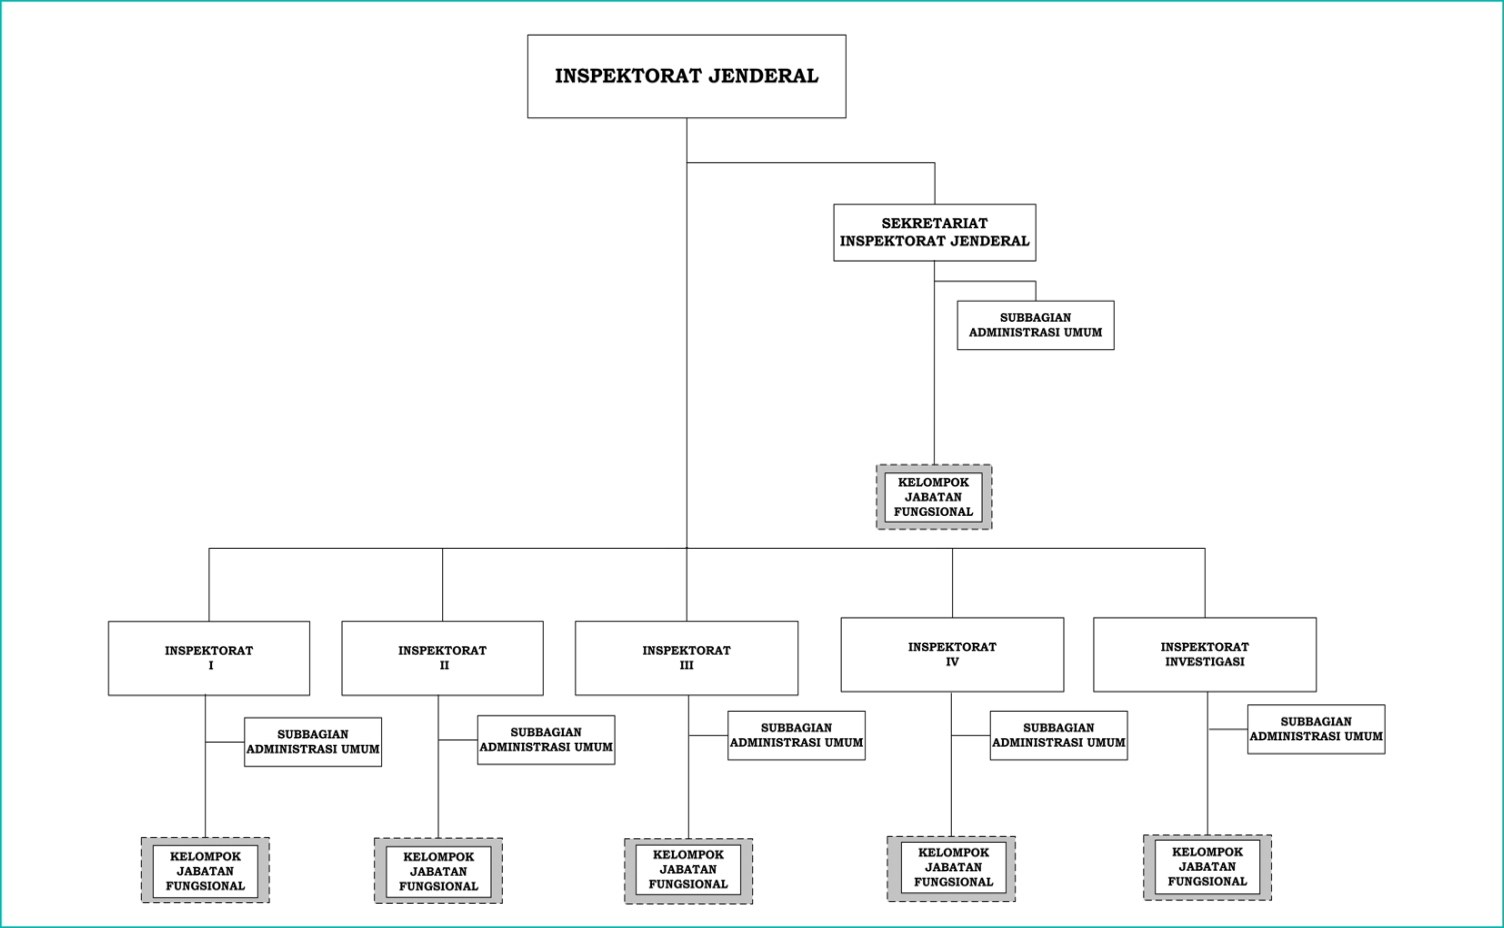 INSPEKTORAT JENDERAL
SEKRETARIAT
INSPEKTORAT JENDERAL
SUBBAGIAN
ADMINISTRASI UMUM
KELOMPOK
JABATAN
FUNGSIONAL
INSPEKTORAT
I
INSPEKTORAT
II
INSPEKTORAT
III
INSPEKTORAT
IV
INSPEKTORAT
INVESTIGASI
SUBBAGIAN
ADMINISTRASI UMUM
SUBBAGIAN
ADMINISTRASI UMUM
SUBBAGIAN
ADMINISTRASI UMUM
SUBBAGIAN
ADMINISTRASI UMUM
SUBBAGIAN
ADMINISTRASI UMUM
KELOMPOK
JABATAN
FUNGSIONAL
KELOMPOK
JABATAN
FUNGSIONAL
KELOMPOK
JABATAN
FUNGSIONAL
KELOMPOK
JABATAN
FUNGSIONAL
KELOMPOK
JABATAN
FUNGSIONAL